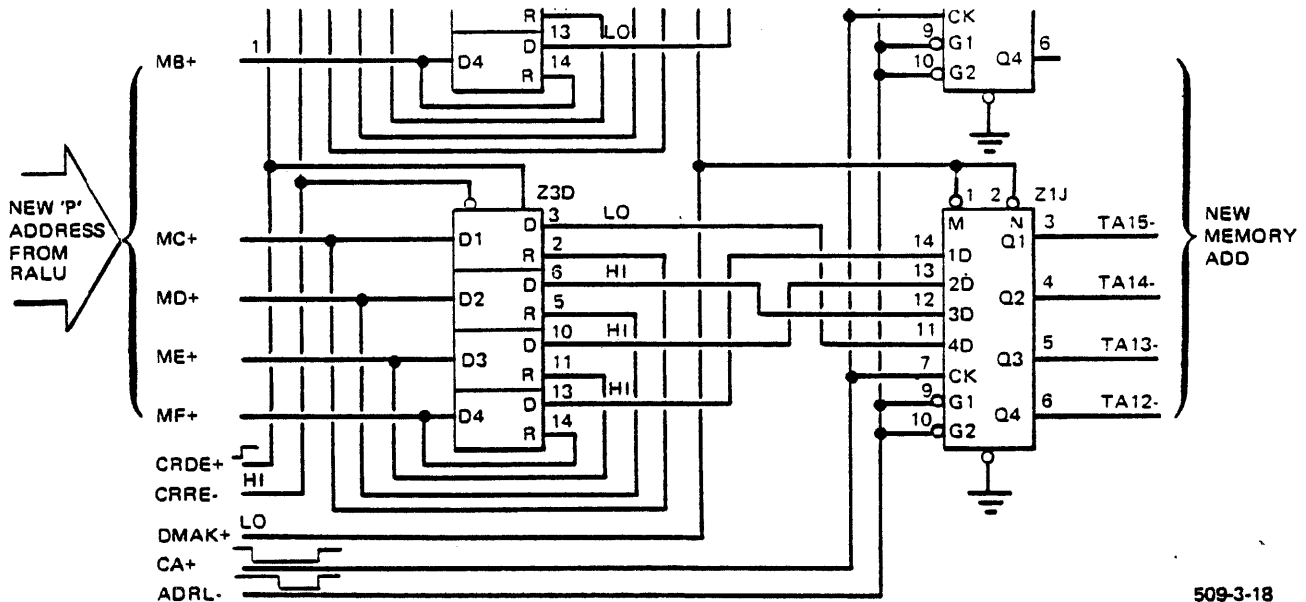 R
13
LO
MB+
1
D4
D
14
R
CK
9
G1
10
G2
Q4
6
NEW 'P'
ADDRESS
FROM
RALU
Z3D
MC+
D1
D
3
LO
R
2
MD+
D2
D
6
HI
R
5
ME+
D3
D
10
HI
R
11
MF+
D4
D
13
HI
R
14
CRDE+
CRRE-
HI
DMAK+
LO
CA+
ADRL-
1
2
Z1J
M
N
14
1D
13
2D
12
3D
11
4D
7
CK
9
G1
10
G2
Q1
3
TA15-
Q2
4
TA14-
Q3
5
TA13-
Q4
6
TA12-
NEW
MEMORY
ADD
509-3-18